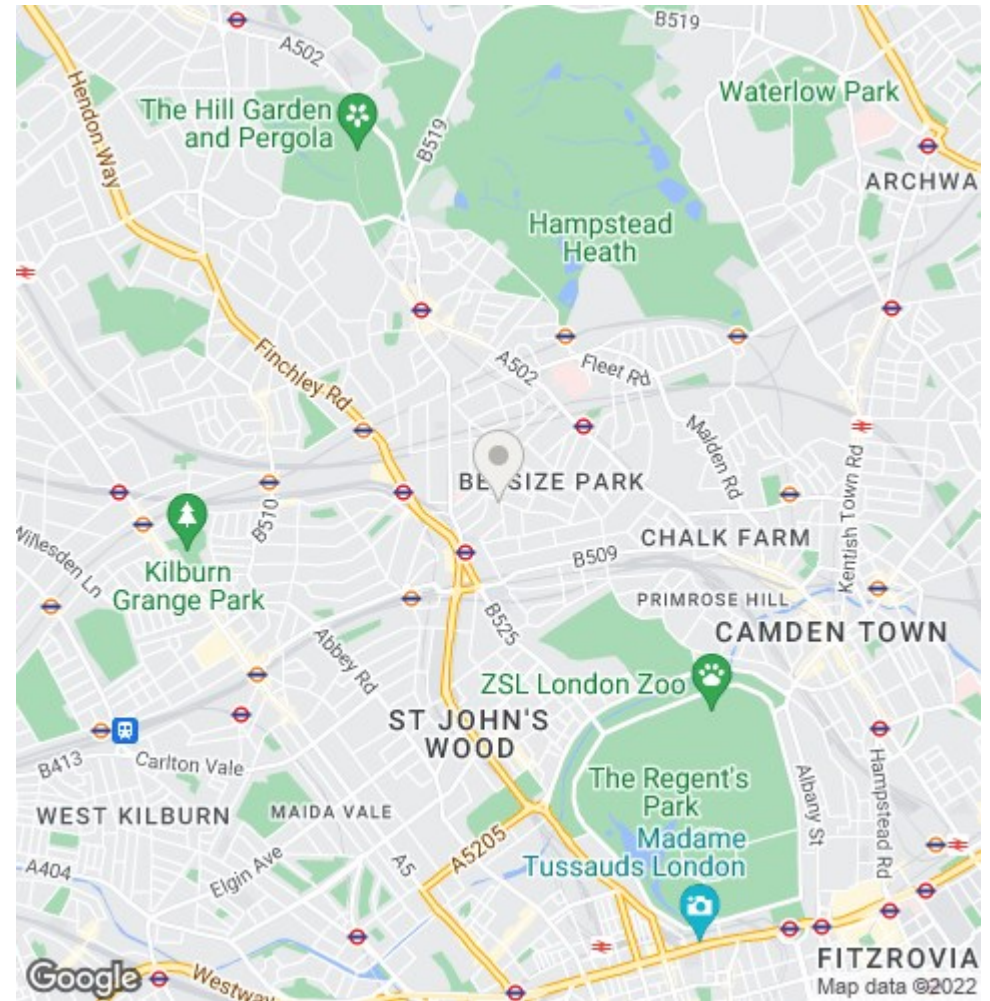 B519
A502
Hendon Way
The Hill Garden
and Pergola
B519
Waterlow Park
ARCHWA
Hampstead
Heath
Finchley Rd
A502
Fleet Rd
Malden Rd
Kentish Town Rd
BELSIZE PARK
B510
Willesden Ln
Kilburn
Grange Park
CHALK FARM
B509
PRIMROSE HILL
B525
CAMDEN TOWN
Abbey Rd
ZSL London Zoo
ST JOHN'S
WOOD
B413
Carlton Vale
The Regent's
Park
Albany St
Hampstead Rd
WEST KILBURN
MAIDA VALE
Madame
Tussauds London
A5205
A5
A404
Elgin Ave
FITZROVIA
Westway
Google
Map data ©2022